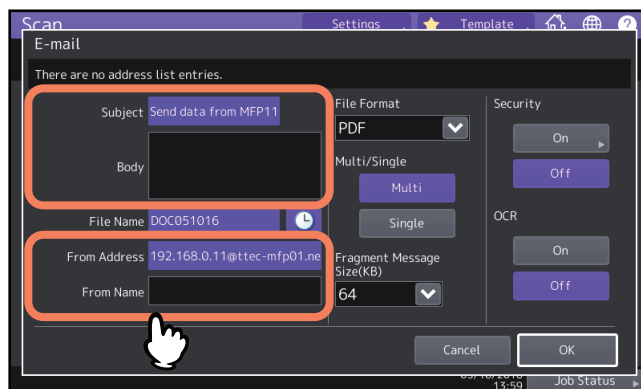 Scan
Settings
Template
E-mail
There are no address list entries.
Subject
Send data from MFP11
Body
File Name
DOC051016
From Address
192.168.0.11@ttec-mfp01.ne
From Name
File Format
PDF
Multi/Single
Multi
Single
Fragment Message
Size(KB)
64
Security
On
Off
OCR
On
Off
Cancel
OK
13:59
Job Status